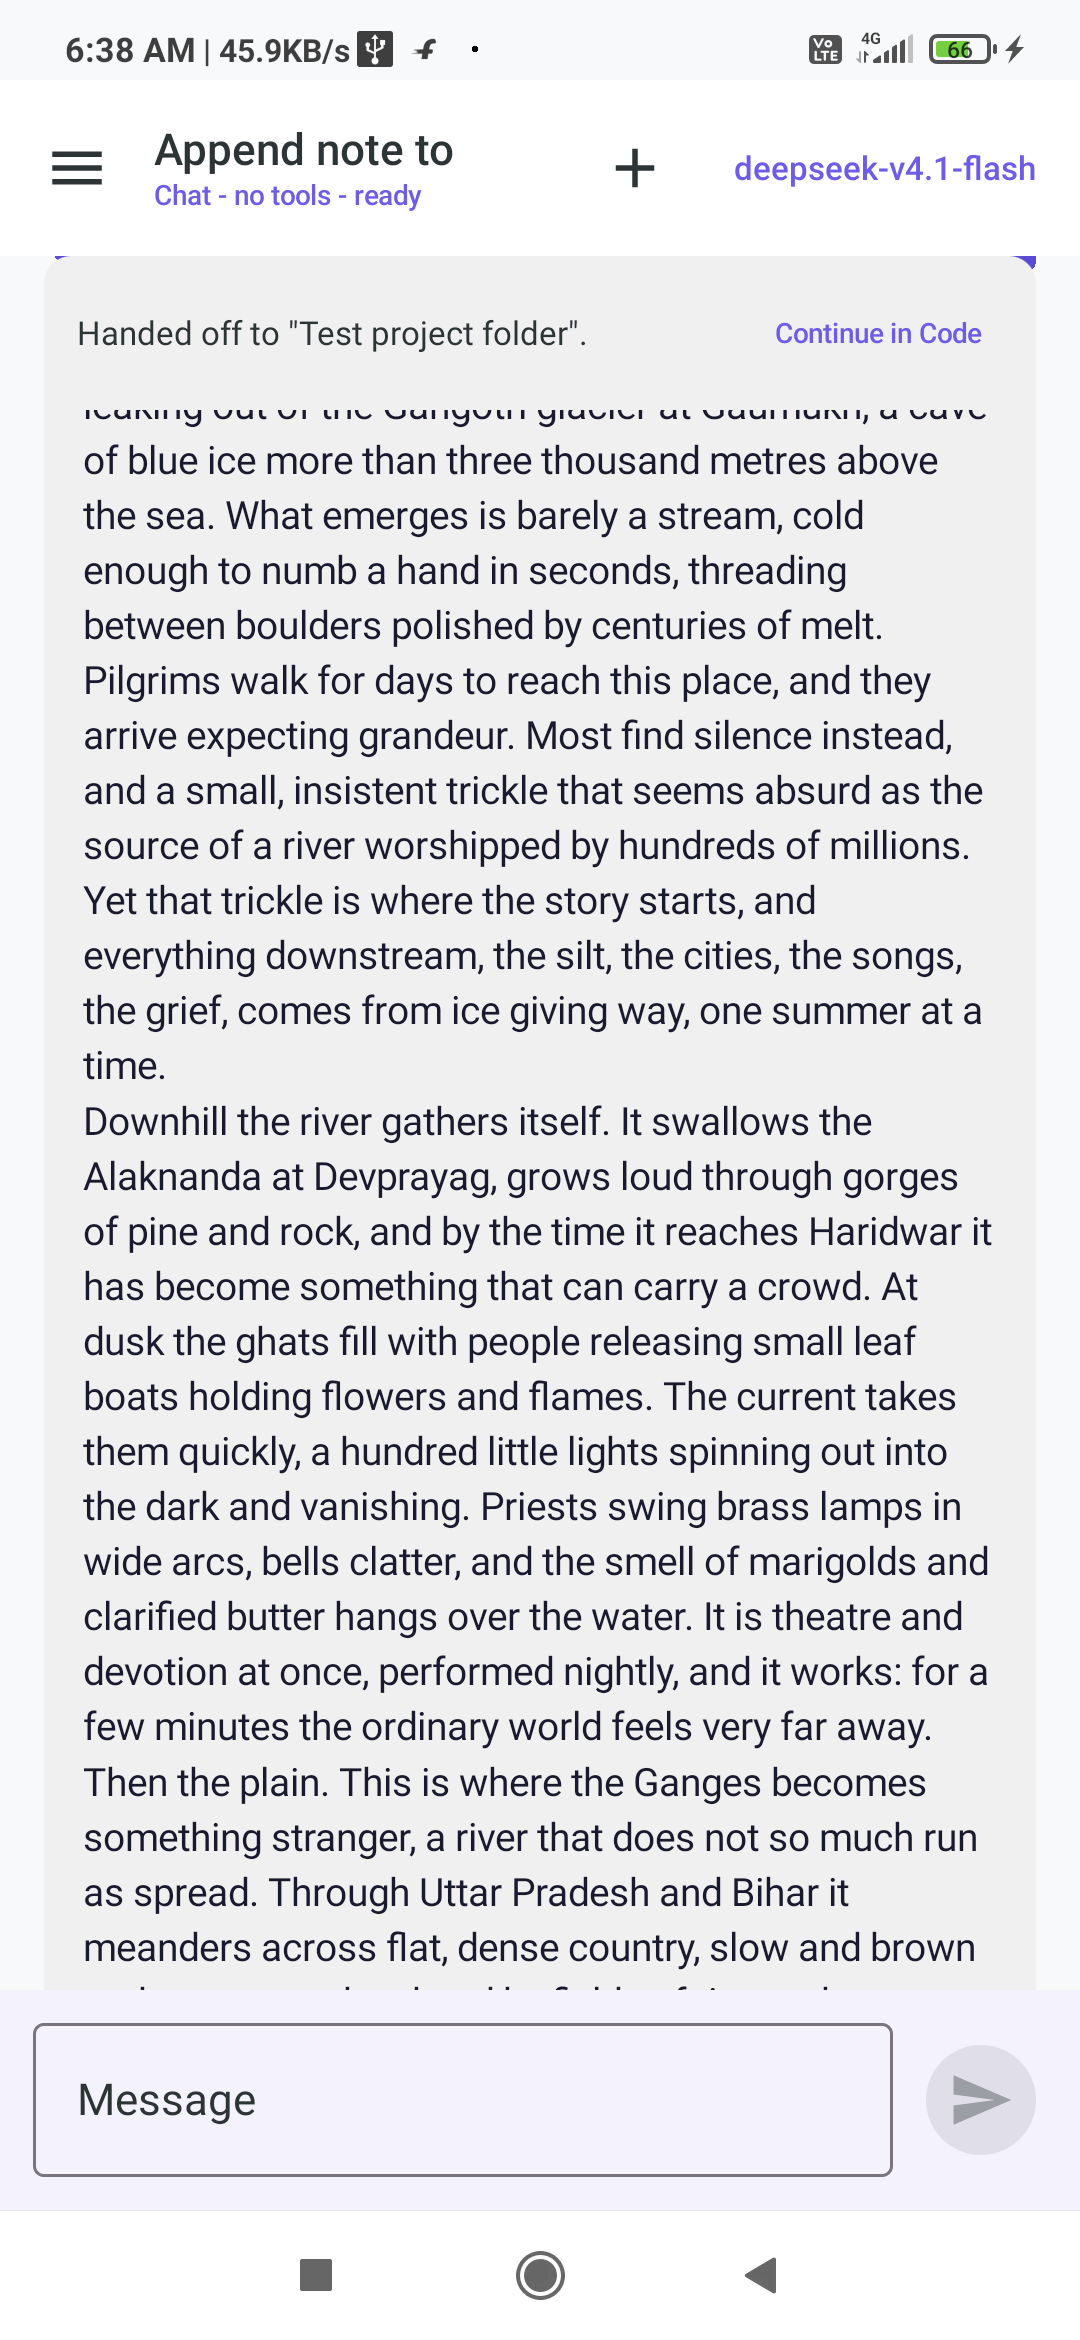 6:38 AM | 45.9KB/s
Vo LTE 4G 66
Append note to
Chat - no tools - ready
deepseek-v4.1-flash
Handed off to "Test project folder".
Continue in Code
leaking out of the Gangotri glacier at Gaumukh, a cave
of blue ice more than three thousand metres above
the sea. What emerges is barely a stream, cold
enough to numb a hand in seconds, threading
between boulders polished by centuries of melt.
Pilgrims walk for days to reach this place, and they
arrive expecting grandeur. Most find silence instead,
and a small, insistent trickle that seems absurd as the
source of a river worshipped by hundreds of millions.
Yet that trickle is where the story starts, and
everything downstream, the silt, the cities, the songs,
the grief, comes from ice giving way, one summer at a
time.
Downhill the river gathers itself. It swallows the
Alaknanda at Devprayag, grows loud through gorges
of pine and rock, and by the time it reaches Haridwar it
has become something that can carry a crowd. At
dusk the ghats fill with people releasing small leaf
boats holding flowers and flames. The current takes
them quickly, a hundred little lights spinning out into
the dark and vanishing. Priests swing brass lamps in
wide arcs, bells clatter, and the smell of marigolds and
clarified butter hangs over the water. It is theatre and
devotion at once, performed nightly, and it works: for a
few minutes the ordinary world feels very far away.
Then the plain. This is where the Ganges becomes
something stranger, a river that does not so much run
as spread. Through Uttar Pradesh and Bihar it
meanders across flat, dense country, slow and brown
Message